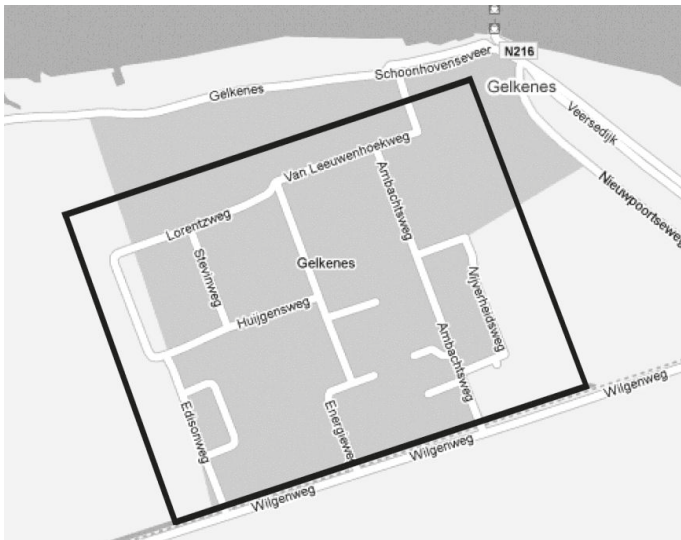 N216
Schoonhovenseveer
Gelkenes
Gelkenes
Veersedijk
Van Leeuwenhoekweg
Nieuwpoortseweg
Ambachtsweg
Lorentzweg
Stevinweg
Gelkenes
Nijverheidsweg
Huijgensweg
Ambachtsweg
Edisonweg
Energiewe
Wilgenweg
Wilgenweg
Wilgenweg